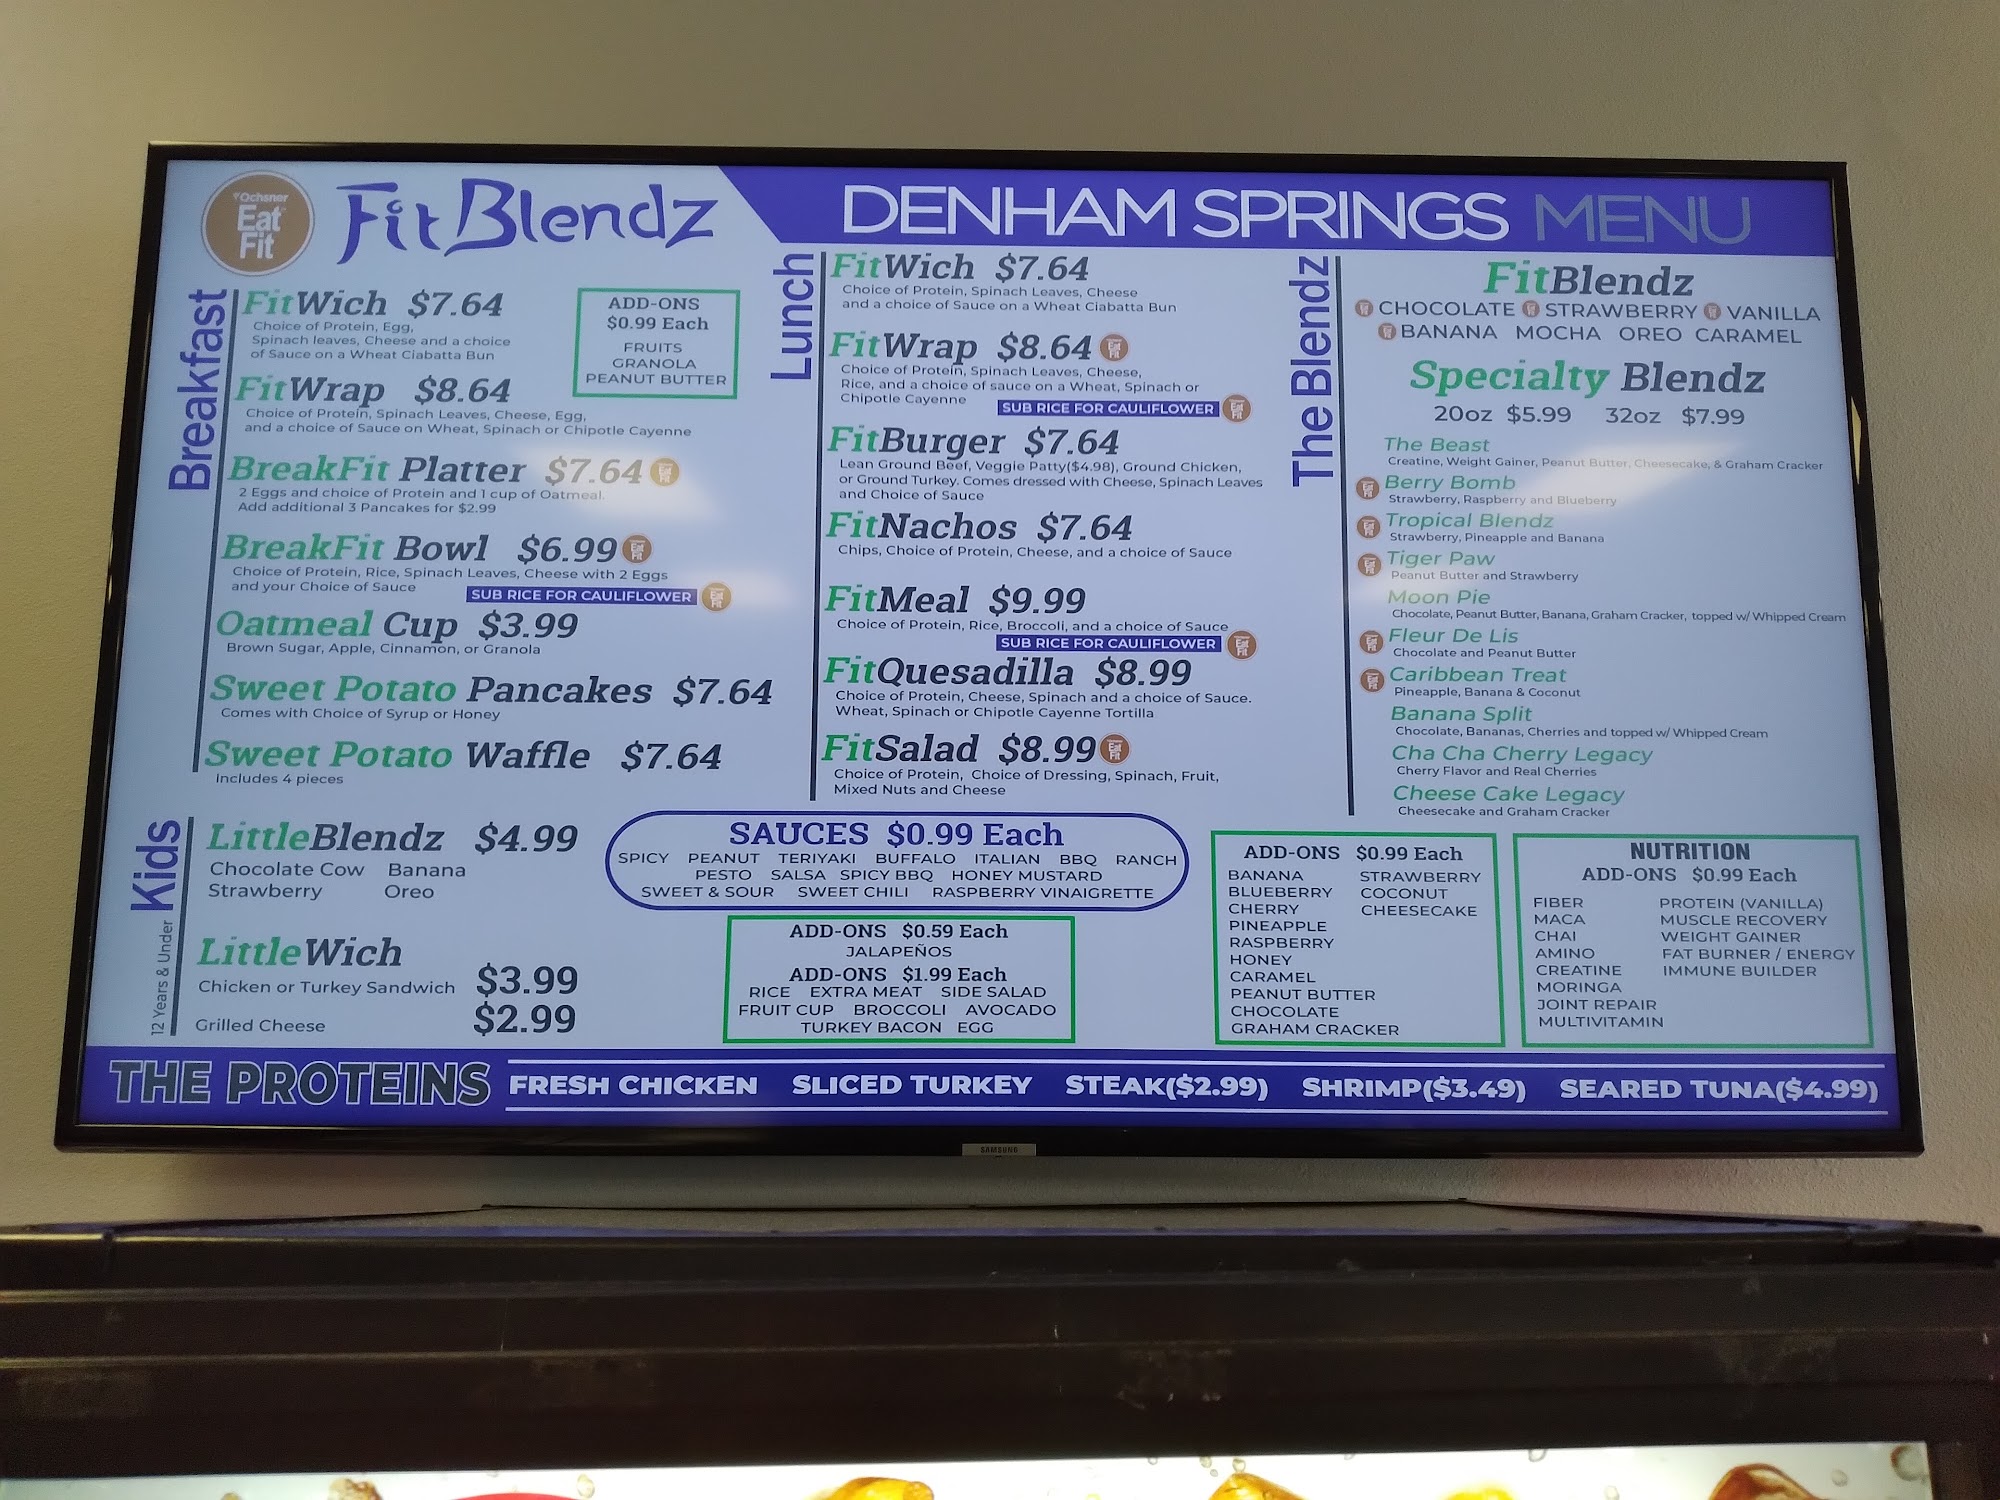 Ochsner
Eat
Fit
FitBlendz
DENHAM SPRINGS MENU
Breakfast
FitWich $7.64
Choice of Protein, Egg,
Spinach leaves, Cheese and a choice
of Sauce on a Wheat Ciabatta Bun
ADD-ONS
$0.99 Each
FRUITS
GRANOLA
PEANUT BUTTER
FitWrap $8.64
Choice of Protein, Spinach Leaves, Cheese, Egg,
and a choice of Sauce on Wheat, Spinach or Chipotle Cayenne
BreakFit Platter $7.64
2 Eggs and choice of Protein and 1 cup of Oatmeal.
Add additional 3 Pancakes for $2.99
BreakFit Bowl $6.99
Choice of Protein, Rice, Spinach Leaves, Cheese with 2 Eggs
and your Choice of Sauce
SUB RICE FOR CAULIFLOWER
Oatmeal Cup $3.99
Brown Sugar, Apple, Cinnamon, or Granola
Sweet Potato Pancakes $7.64
Comes with Choice of Syrup or Honey
Sweet Potato Waffle $7.64
Includes 4 pieces
Lunch
FitWich $7.64
Choice of Protein, Spinach Leaves, Cheese
and a choice of Sauce on a Wheat Ciabatta Bun
FitWrap $8.64
Choice of Protein, Spinach Leaves, Cheese,
Rice, and a choice of sauce on a Wheat, Spinach or
Chipotle Cayenne
SUB RICE FOR CAULIFLOWER
FitBurger $7.64
Lean Ground Beef, Veggie Patty($4.98), Ground Chicken,
or Ground Turkey. Comes dressed with Cheese, Spinach Leaves
and Choice of Sauce
FitNachos $7.64
Chips, Choice of Protein, Cheese, and a choice of Sauce
FitMeal $9.99
Choice of Protein, Rice, Broccoli, and a choice of Sauce
SUB RICE FOR CAULIFLOWER
FitQuesadilla $8.99
Choice of Protein, Cheese, Spinach and a choice of Sauce.
Wheat, Spinach or Chipotle Cayenne Tortilla
FitSalad $8.99
Choice of Protein, Choice of Dressing, Spinach, Fruit,
Mixed Nuts and Cheese
The Blendz
FitBlendz
CHOCOLATE STRAWBERRY VANILLA
BANANA MOCHA OREO CARAMEL
Specialty Blendz
20oz $5.99 32oz $7.99
The Beast
Creatine, Weight Gainer, Peanut Butter, Cheesecake, & Graham Cracker
Berry Bomb
Strawberry, Raspberry and Blueberry
Tropical Blendz
Strawberry, Pineapple and Banana
Tiger Paw
Peanut Butter and Strawberry
Moon Pie
Chocolate, Peanut Butter, Banana, Graham Cracker, topped w/ Whipped Cream
Fleur De Lis
Chocolate and Peanut Butter
Caribbean Treat
Pineapple, Banana & Coconut
Banana Split
Chocolate, Bananas, Cherries and topped w/ Whipped Cream
Cha Cha Cherry Legacy
Cherry Flavor and Real Cherries
Cheese Cake Legacy
Cheesecake and Graham Cracker
Kids
12 Years & Under
LittleBlendz $4.99
Chocolate Cow Banana
Strawberry Oreo
LittleWich
Chicken or Turkey Sandwich $3.99
Grilled Cheese $2.99
SAUCES $0.99 Each
SPICY PEANUT TERIYAKI BUFFALO ITALIAN BBQ RANCH
PESTO SALSA SPICY BBQ HONEY MUSTARD
SWEET & SOUR SWEET CHILI RASPBERRY VINAIGRETTE
ADD-ONS $0.59 Each
JALAPEÑOS
ADD-ONS $1.99 Each
RICE EXTRA MEAT SIDE SALAD
FRUIT CUP BROCCOLI AVOCADO
TURKEY BACON EGG
ADD-ONS $0.99 Each
BANANA STRAWBERRY
BLUEBERRY COCONUT
CHERRY CHEESECAKE
PINEAPPLE
RASPBERRY
HONEY
CARAMEL
PEANUT BUTTER
CHOCOLATE
GRAHAM CRACKER
NUTRITION
ADD-ONS $0.99 Each
FIBER PROTEIN (VANILLA)
MACA MUSCLE RECOVERY
CHAI WEIGHT GAINER
AMINO FAT BURNER / ENERGY
CREATINE IMMUNE BUILDER
MORINGA
JOINT REPAIR
MULTIVITAMIN
THE PROTEINS FRESH CHICKEN SLICED TURKEY STEAK($2.99) SHRIMP($3.49) SEARED TUNA($4.99)
SAMSUNG